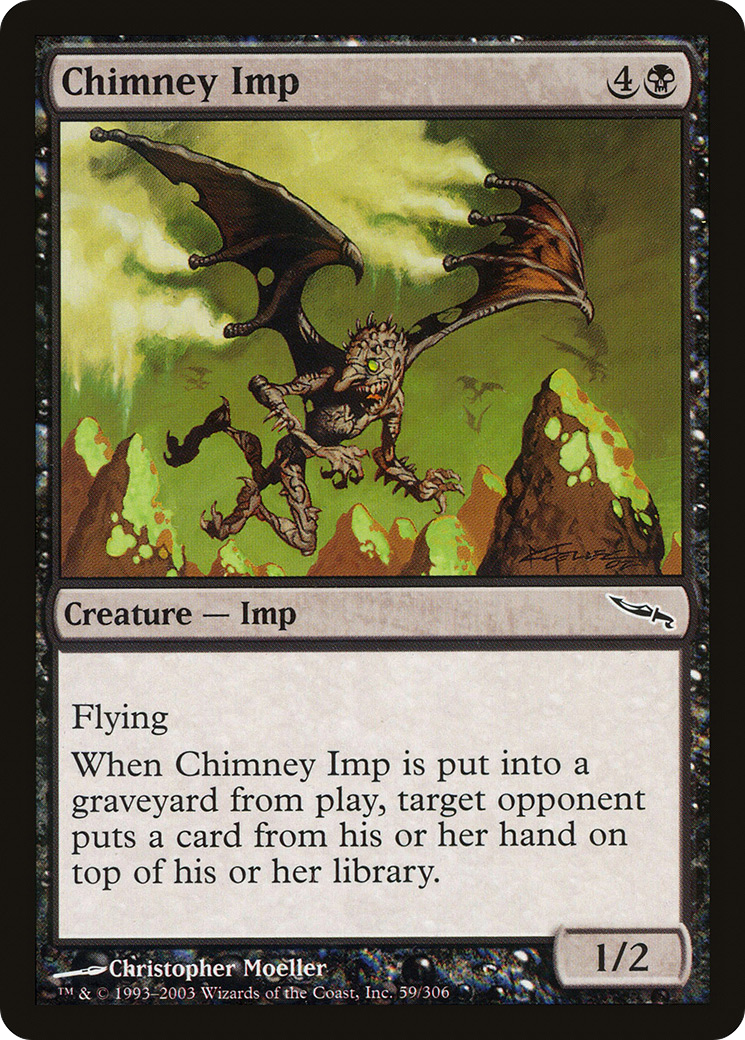 Chimney Imp 4
Creature — Imp
Flying
When Chimney Imp is put into a
graveyard from play, target opponent
puts a card from his or her hand on
top of his or her library.
1/2
Christopher Moeller
™ & © 1993–2003 Wizards of the Coast, Inc. 59/306